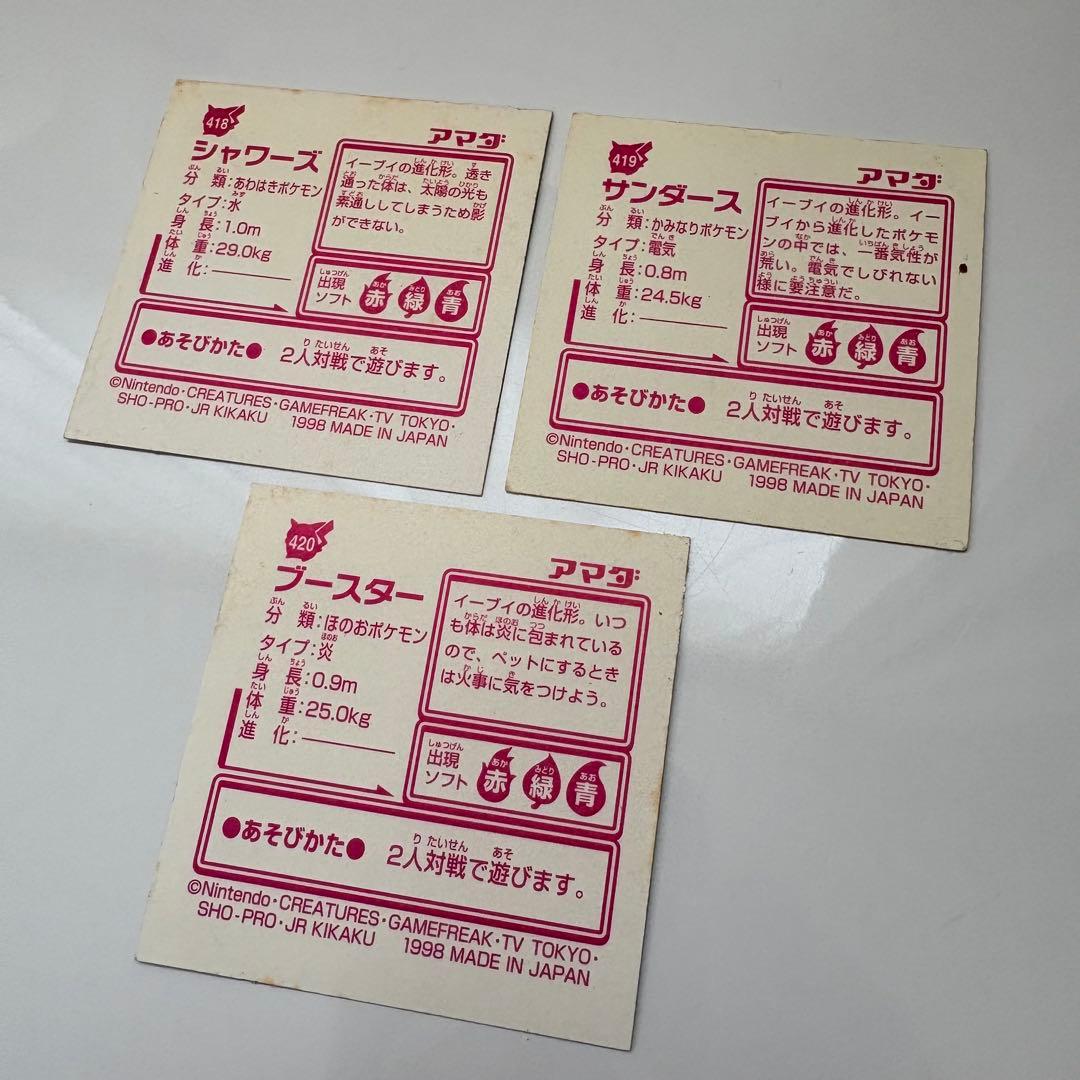 418
アマダ
シャワーズ
分類:あわはきポケモン
タイプ:水
身長:1.0m
体重:29.0kg
進化:
イーブイの進化形。透き
通った体は、太陽の光も
素通ししてしまうため影
ができない。
出現
ソフト
赤 緑 青
●あそびかた● 2人対戦で遊びます。
©Nintendo・CREATURES・GAMEFREAK・TV TOKYO・
SHO-PRO・JR KIKAKU 1998 MADE IN JAPAN
419
アマダ
サンダース
分類:かみなりポケモン
タイプ:電気
身長:0.8m
体重:24.5kg
進化:
イーブイの進化形。イー
ブイから進化したポケモ
ンの中では、一番気性が
荒い。電気でしびれない
様に要注意だ。
出現
ソフト
赤 緑 青
●あそびかた● 2人対戦で遊びます。
©Nintendo・CREATURES・GAMEFREAK・TV TOKYO・
SHO-PRO・JR KIKAKU 1998 MADE IN JAPAN
420
アマダ
ブースター
分類:ほのおポケモン
タイプ:炎
身長:0.9m
体重:25.0kg
進化:
イーブイの進化形。いつ
も体は炎に包まれている
ので、ペットにするとき
は火事に気をつけよう。
出現
ソフト
赤 緑 青
●あそびかた● 2人対戦で遊びます。
©Nintendo・CREATURES・GAMEFREAK・TV TOKYO・
SHO-PRO・JR KIKAKU 1998 MADE IN JAPAN